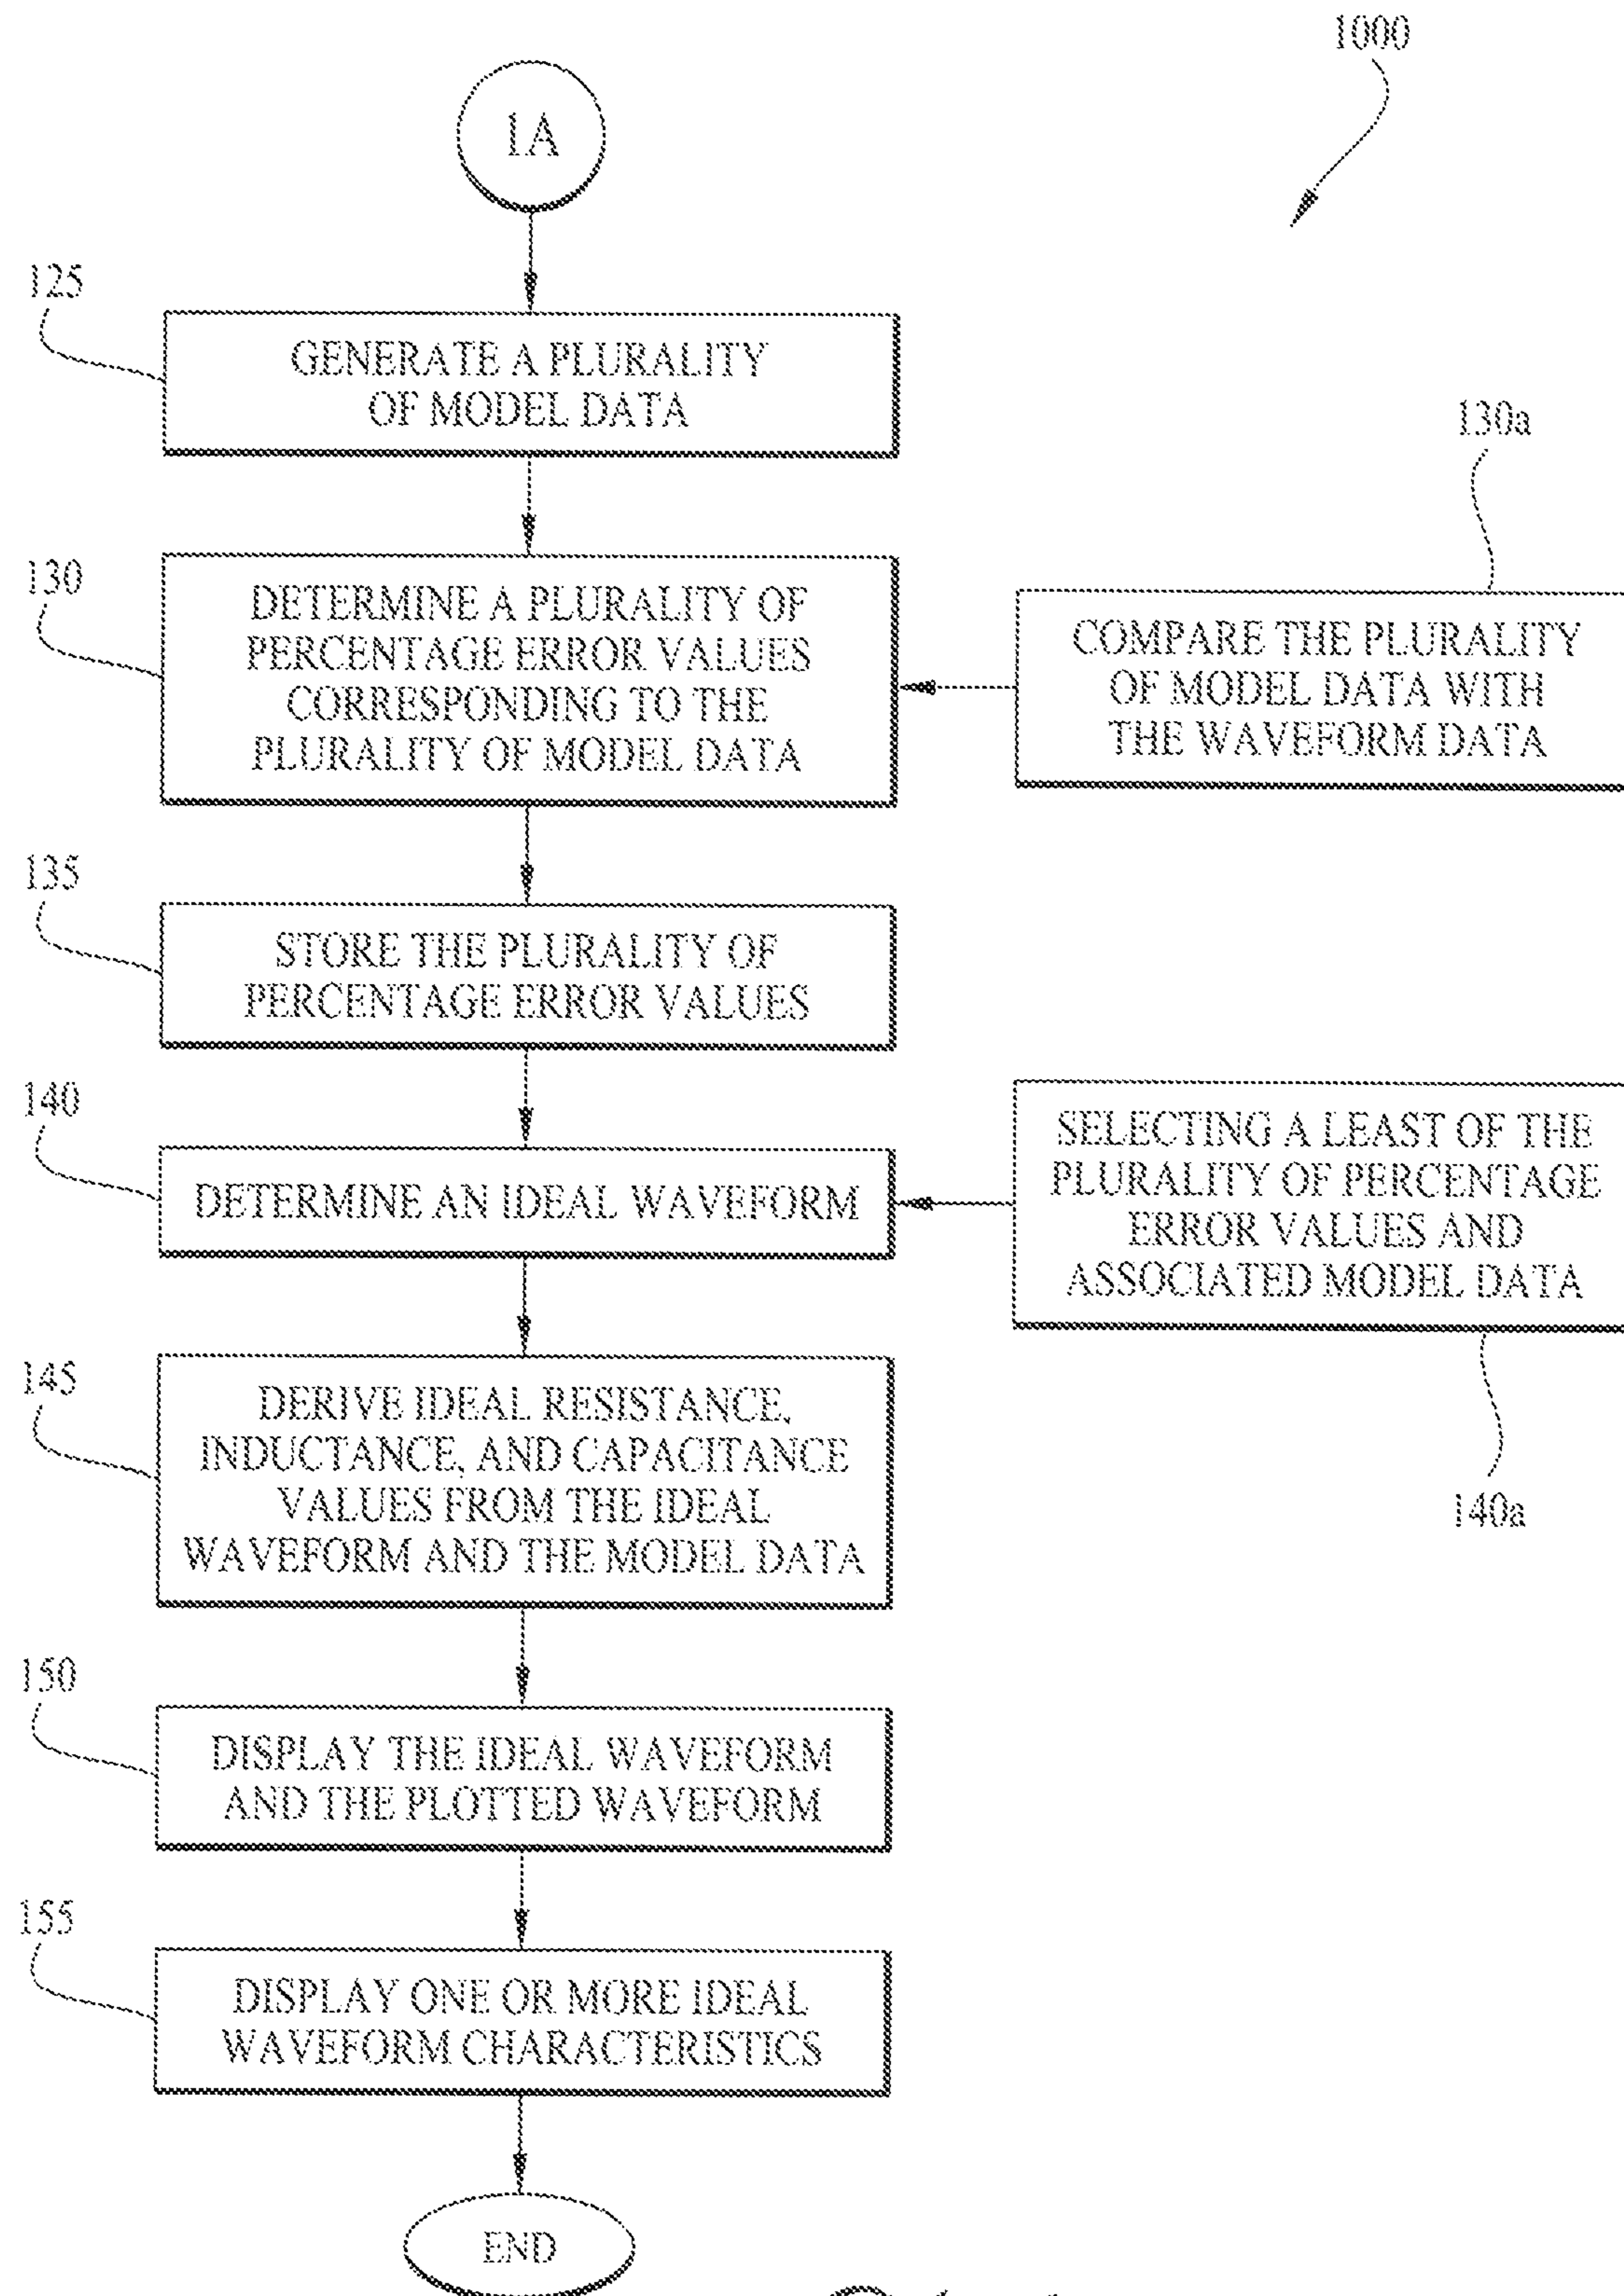 1000
1A
125
GENERATE A PLURALITY
OF MODEL DATA
130a
130
DETERMINE A PLURALITY OF
PERCENTAGE ERROR VALUES
CORRESPONDING TO THE
PLURALITY OF MODEL DATA
COMPARE THE PLURALITY
OF MODEL DATA WITH
THE WAVEFORM DATA
135
STORE THE PLURALITY OF
PERCENTAGE ERROR VALUES
140
DETERMINE AN IDEAL WAVEFORM
SELECTING A LEAST OF THE
PLURALITY OF PERCENTAGE
ERROR VALUES AND
ASSOCIATED MODEL DATA
140a
145
DERIVE IDEAL RESISTANCE,
INDUCTANCE, AND CAPACITANCE
VALUES FROM THE IDEAL
WAVEFORM AND THE MODEL DATA
150
DISPLAY THE IDEAL WAVEFORM
AND THE PLOTTED WAVEFORM
155
DISPLAY ONE OR MORE IDEAL
WAVEFORM CHARACTERISTICS
END